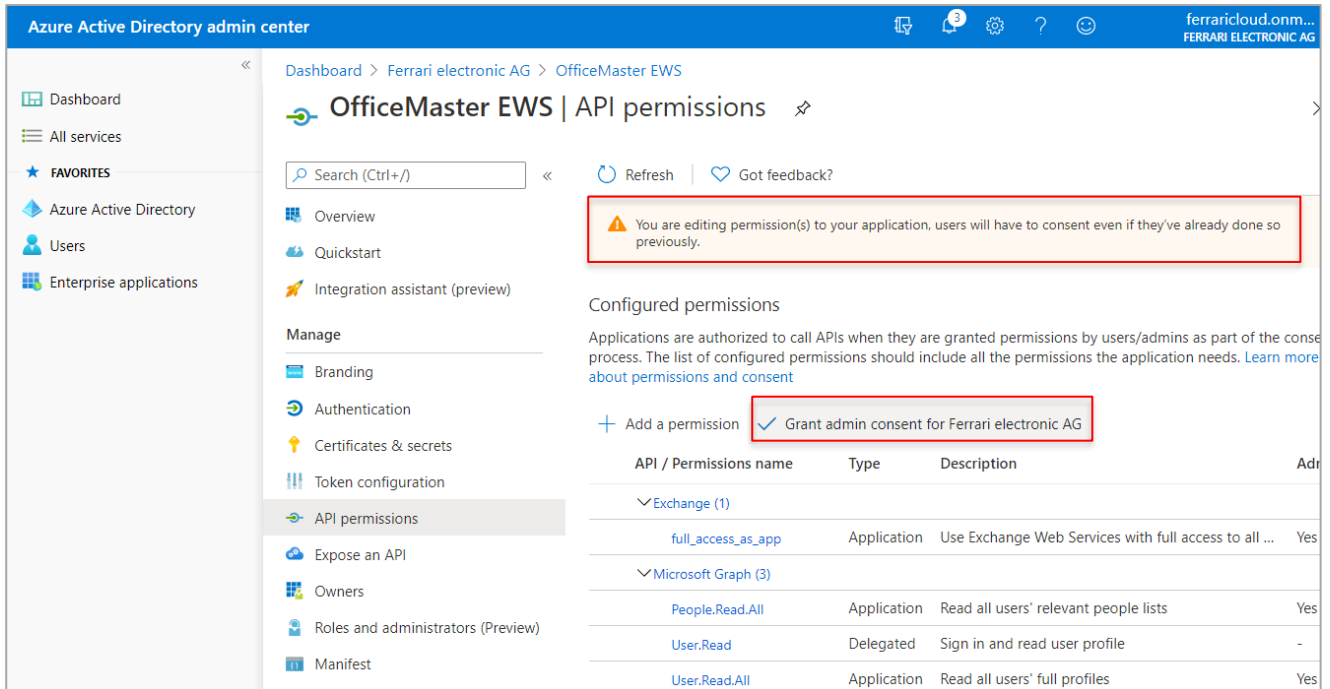 Azure Active Directory admin center
3
ferraricloud.onm...
FERRARI ELECTRONIC AG
«
Dashboard
All services
FAVORITES
Azure Active Directory
Users
Enterprise applications
Dashboard > Ferrari electronic AG > OfficeMaster EWS
OfficeMaster EWS | API permissions
Search (Ctrl+/)
«
Overview
Quickstart
Integration assistant (preview)
Manage
Branding
Authentication
Certificates & secrets
Token configuration
API permissions
Expose an API
Owners
Roles and administrators (Preview)
Manifest
Refresh
Got feedback?
You are editing permission(s) to your application, users will have to consent even if they've already done so
previously.
Configured permissions
Applications are authorized to call APIs when they are granted permissions by users/admins as part of the conse
process. The list of configured permissions should include all the permissions the application needs. Learn more
about permissions and consent
Add a permission
Grant admin consent for Ferrari electronic AG
API / Permissions name Type Description Adr
Exchange (1)
full_access_as_app Application Use Exchange Web Services with full access to all ... Yes
Microsoft Graph (3)
People.Read.All Application Read all users' relevant people lists Yes
User.Read Delegated Sign in and read user profile -
User.Read.All Application Read all users' full profiles Yes